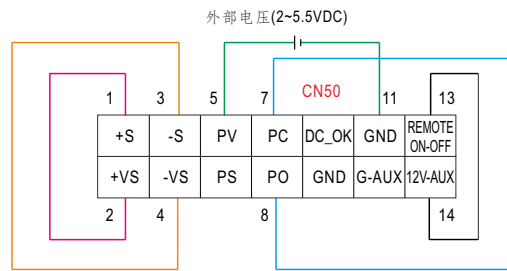 外部电压(2~5.5VDC)
CN50
1 3 5 7 11 13
+S -S PV PC DC_OK GND REMOTE
ON-OFF
+VS -VS PS PO GND G-AUX 12V-AUX
2 4 8 14